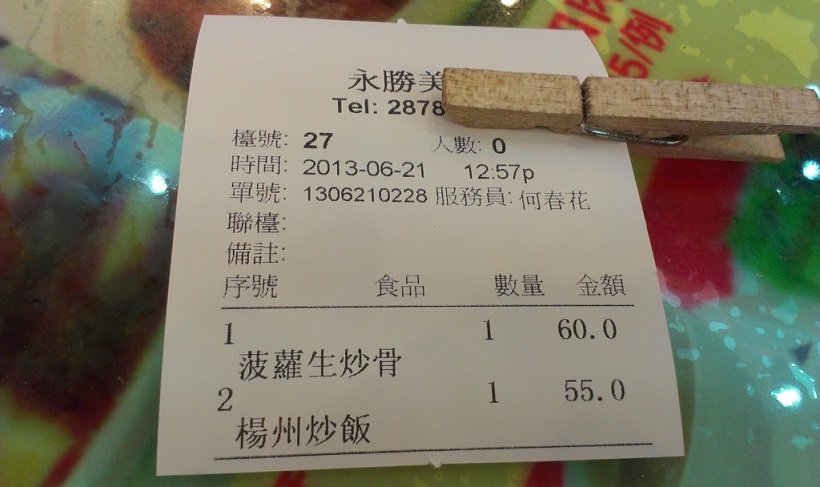 永勝美
Tel: 2878
檯號: 27 人數: 0
時間: 2013-06-21 12:57p
單號: 1306210228 服務員: 何春花
聯檯:
備註:
序號 食品 數量 金額
1 1 60.0
菠蘿生炒骨
2 1 55.0
楊州炒飯
5/例